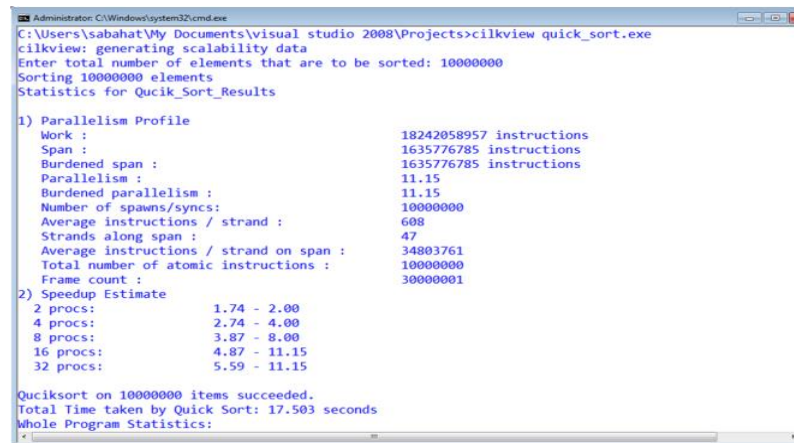 Administrator: C:\Windows\system32\cmd.exe
C:\Users\sabahat\My Documents\visual studio 2008\Projects>cilkview quick_sort.exe
cilkview: generating scalability data
Enter total number of elements that are to be sorted: 10000000
Sorting 10000000 elements
Statistics for Qucik_Sort_Results
1) Parallelism Profile
Work : 18242058957 instructions
Span : 1635776785 instructions
Burdened span : 1635776785 instructions
Parallelism : 11.15
Burdened parallelism : 11.15
Number of spawns/syncs: 10000000
Average instructions / strand : 608
Strands along span : 47
Average instructions / strand on span : 34803761
Total number of atomic instructions : 10000000
Frame count : 30000001
2) Speedup Estimate
2 procs: 1.74 - 2.00
4 procs: 2.74 - 4.00
8 procs: 3.87 - 8.00
16 procs: 4.87 - 11.15
32 procs: 5.59 - 11.15
Quciksort on 10000000 items succeeded.
Total Time taken by Quick Sort: 17.503 seconds
Whole Program Statistics: